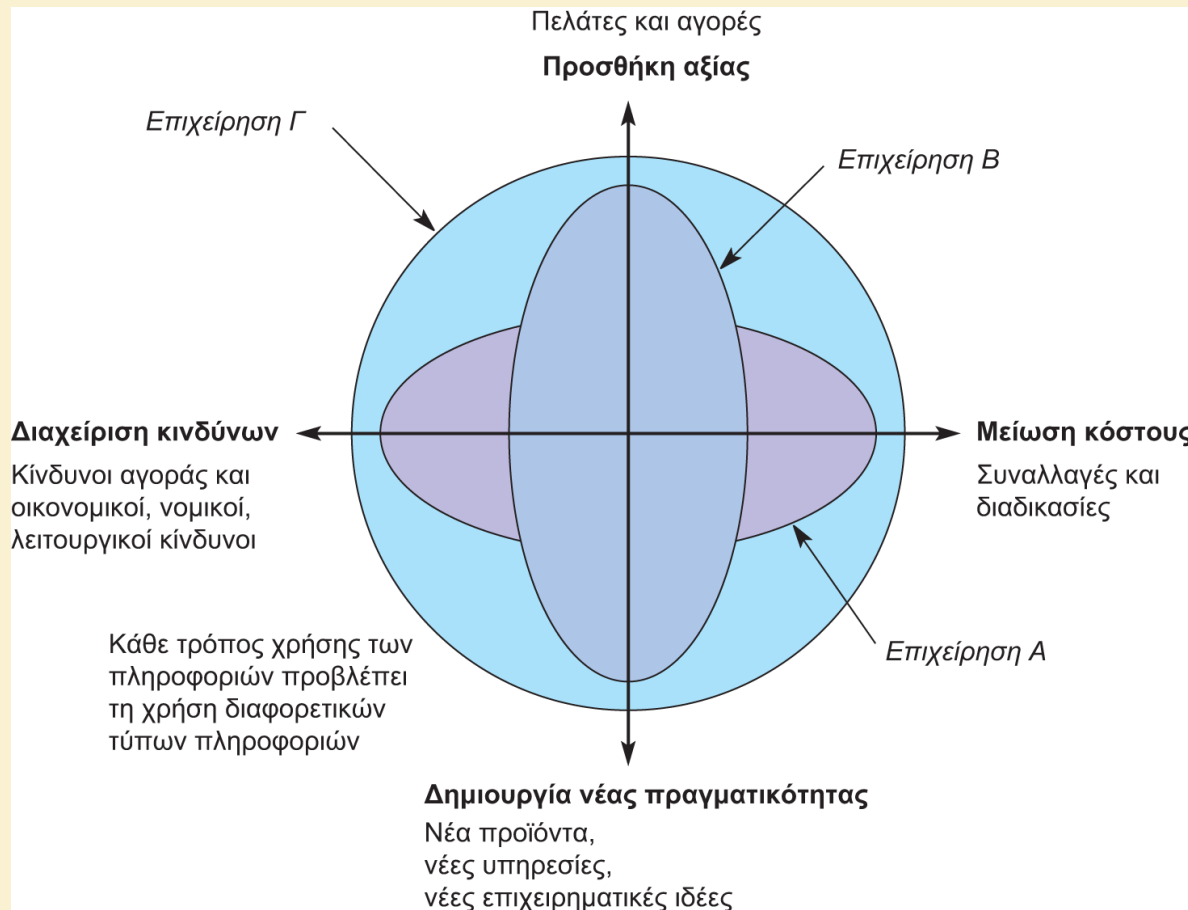 Πελάτες και αγορές
Προσθήκη αξίας
Επιχείρηση Γ
Επιχείρηση Β
Διαχείριση κινδύνων
Κίνδυνοι αγοράς και
οικονομικοί, νομικοί,
λειτουργικοί κίνδυνοι
Μείωση κόστους
Συναλλαγές και
διαδικασίες
Επιχείρηση Α
Κάθε τρόπος χρήσης των
πληροφοριών προβλέπει
τη χρήση διαφορετικών
τύπων πληροφοριών
Δημιουργία νέας πραγματικότητας
Νέα προϊόντα,
νέες υπηρεσίες,
νέες επιχειρηματικές ιδέες